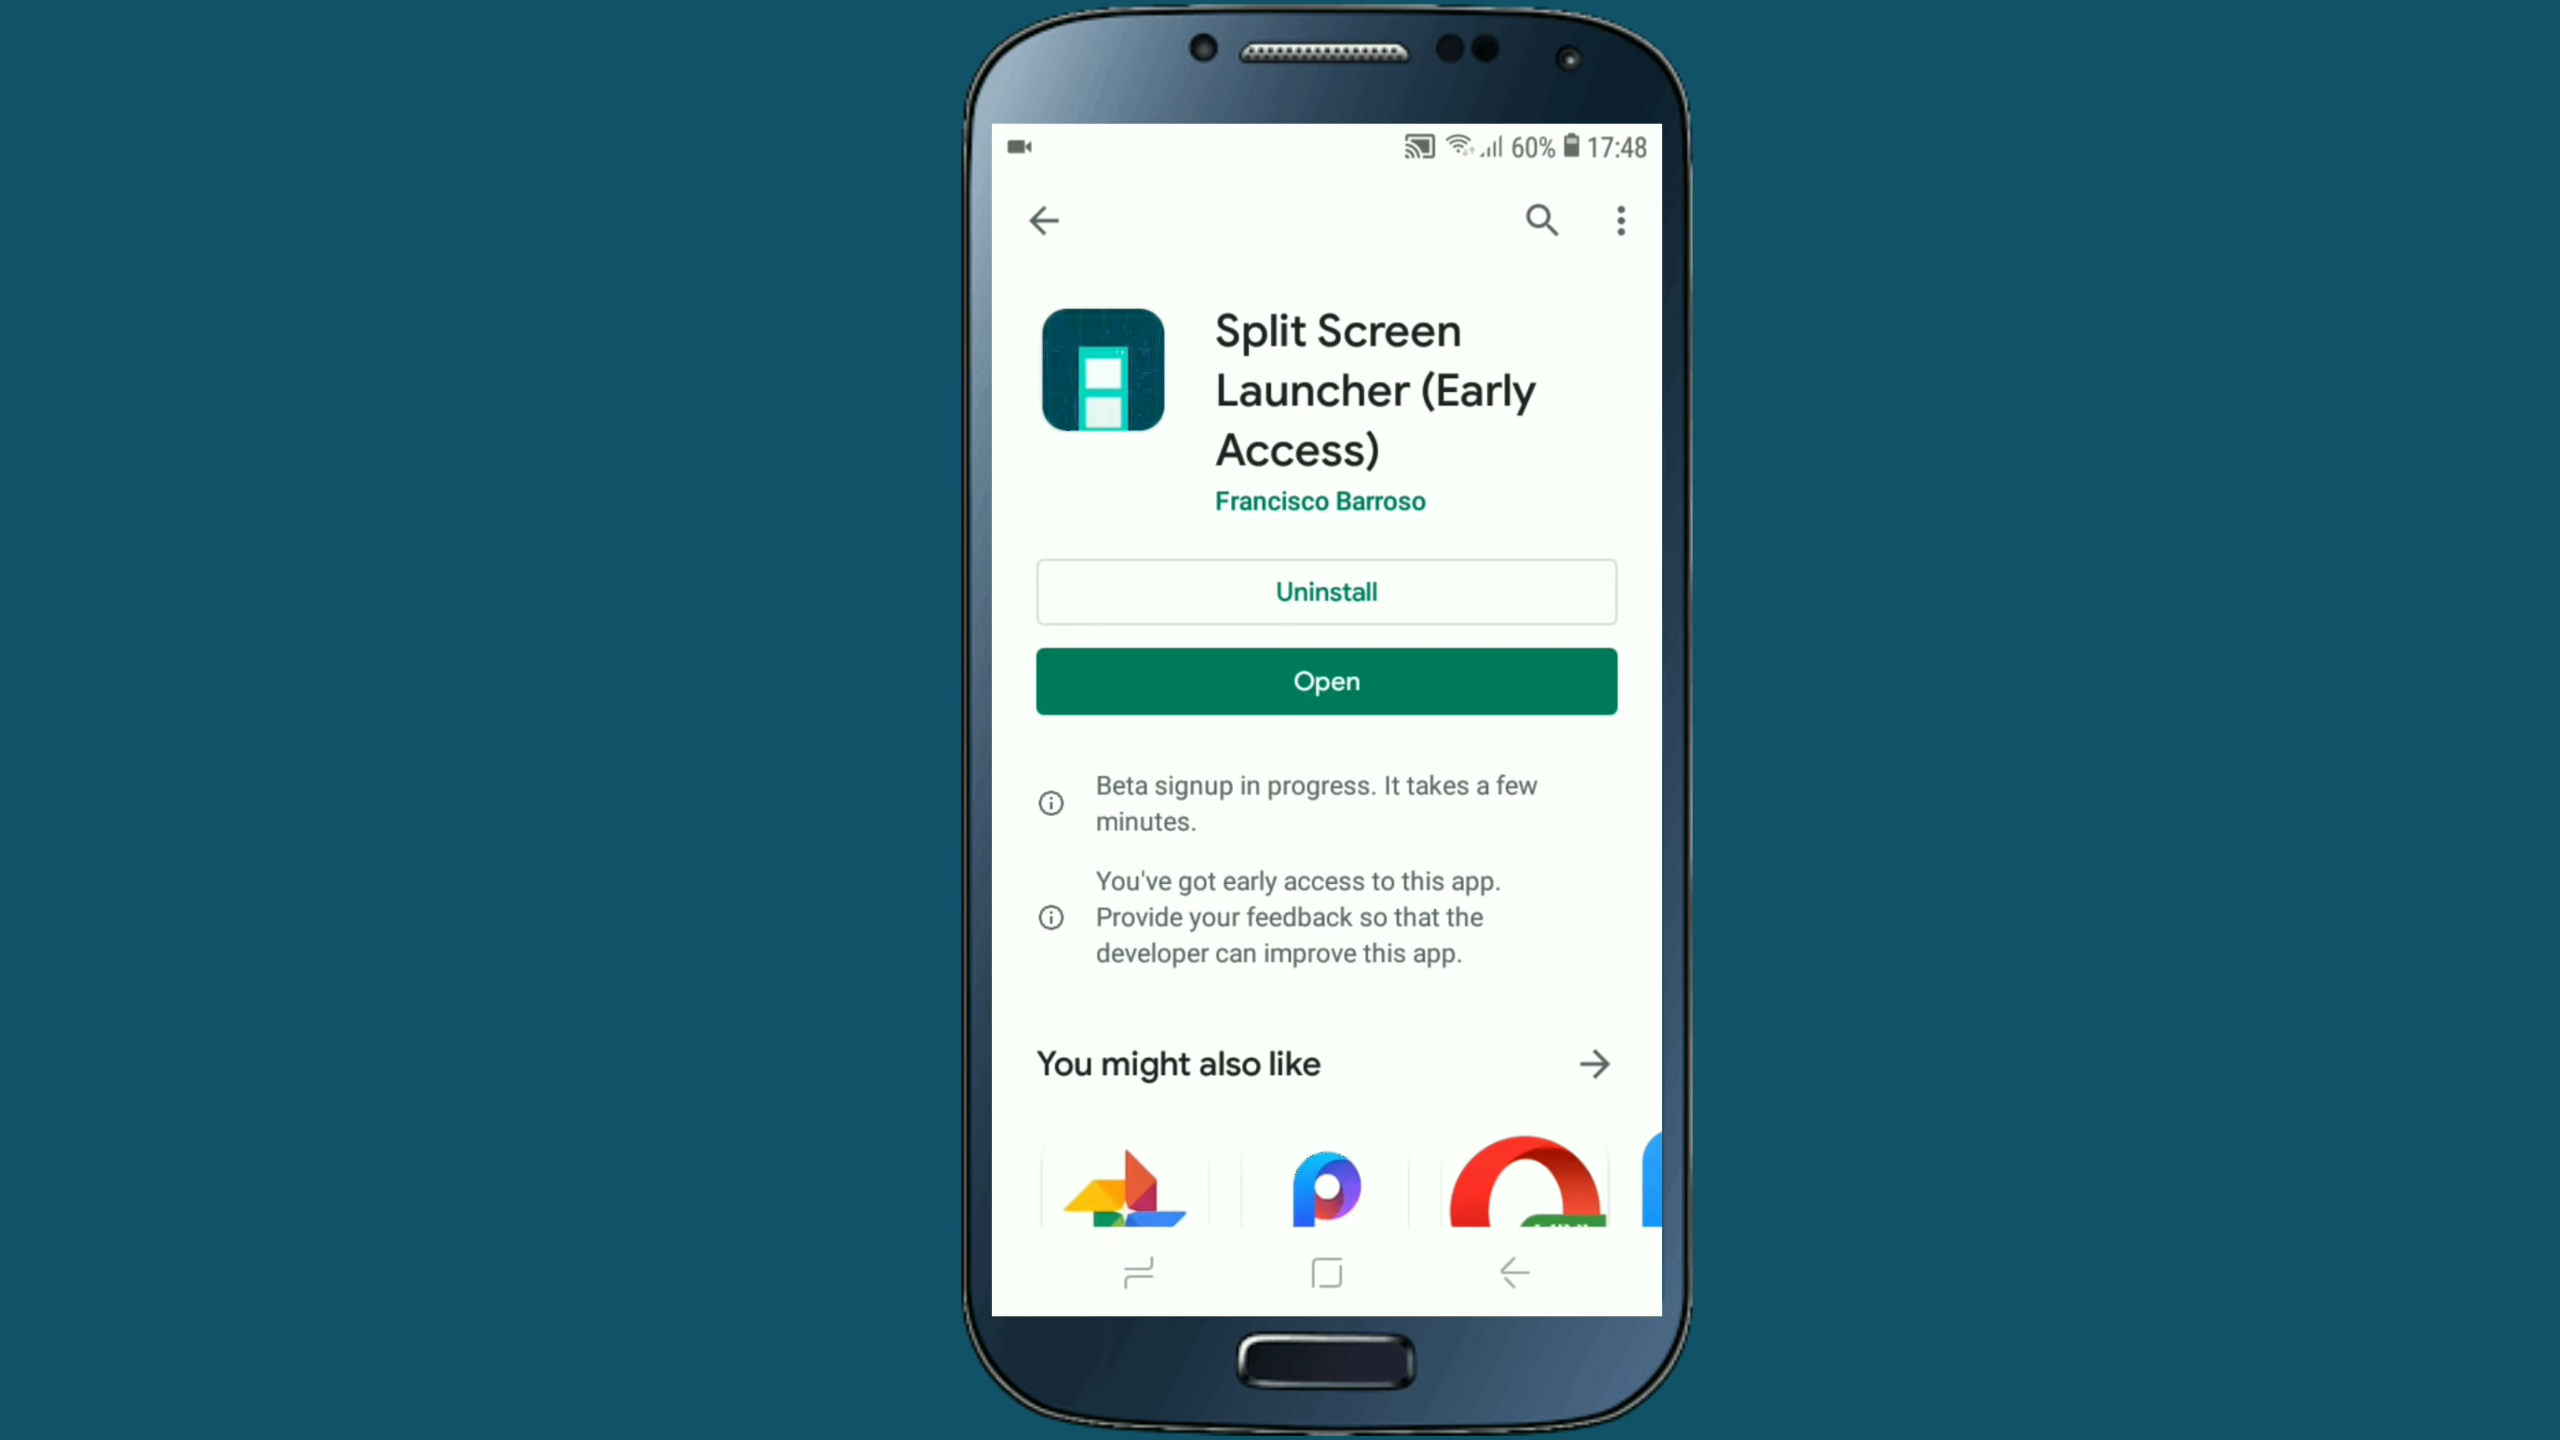 60% 17:48
Split Screen
Launcher (Early
Access)
Francisco Barroso
Uninstall
Open
Beta signup in progress. It takes a few
minutes.
You've got early access to this app.
Provide your feedback so that the
developer can improve this app.
You might also like